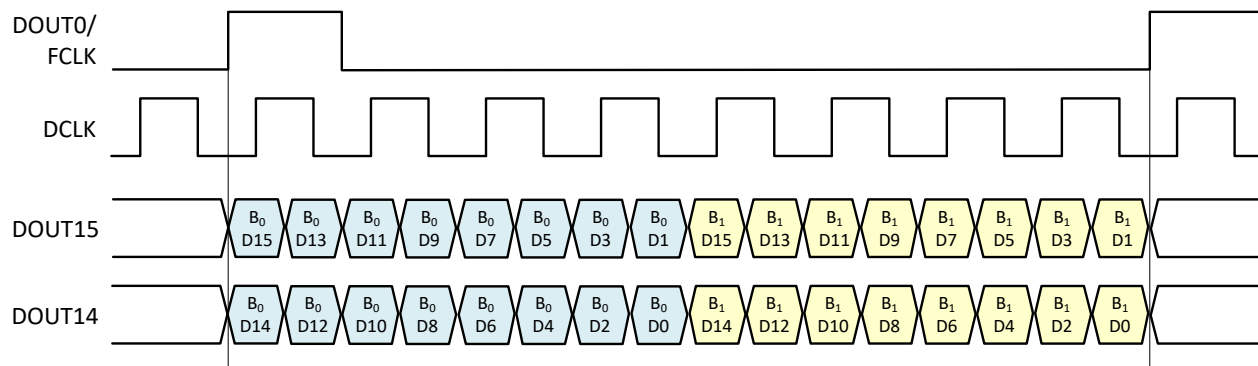 DOUT0/
FCLK
DCLK
DOUT15
B₀ B₀ B₀ B₀ B₀ B₀ B₀ B₀ B₁ B₁ B₁ B₁ B₁ B₁ B₁ B₁
D15 D13 D11 D9 D7 D5 D3 D1 D15 D13 D11 D9 D7 D5 D3 D1
DOUT14
B₀ B₀ B₀ B₀ B₀ B₀ B₀ B₀ B₁ B₁ B₁ B₁ B₁ B₁ B₁ B₁
D14 D12 D10 D8 D6 D4 D2 D0 D14 D12 D10 D8 D6 D4 D2 D0